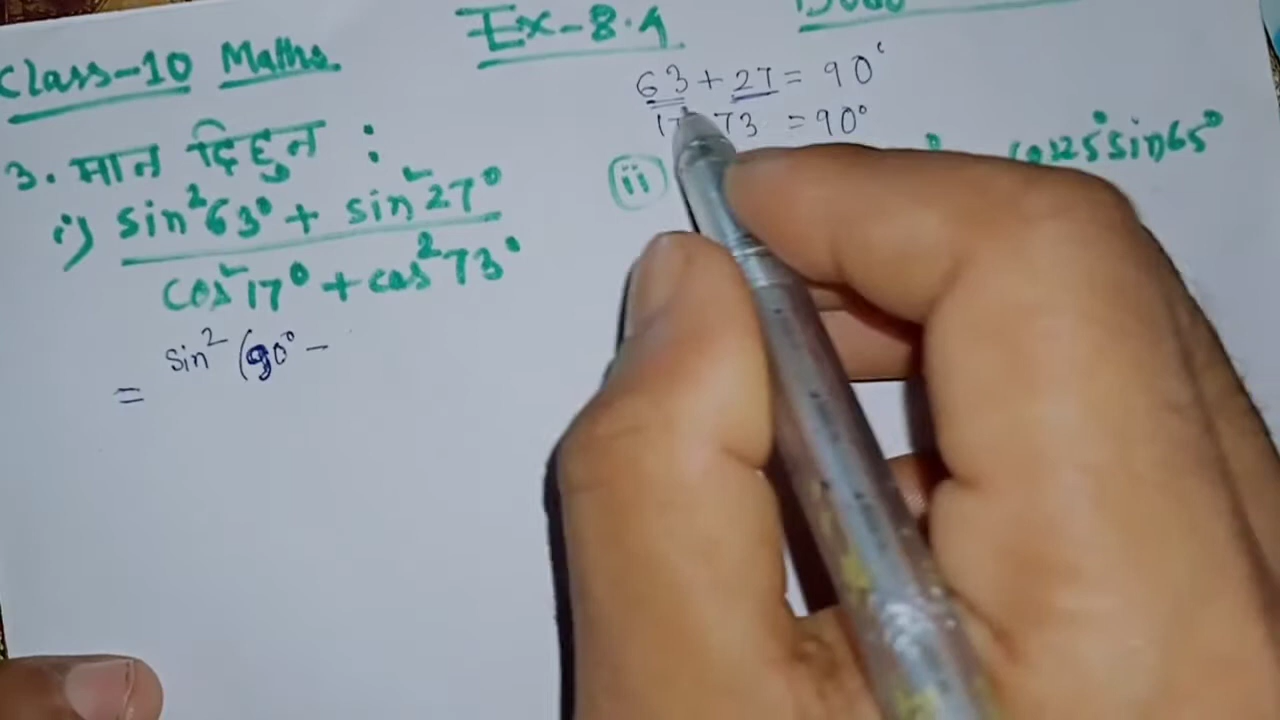 Class-10 Maths.
Ex-8.4
63 + 27 = 90°
17 73 = 90°
3. मान दिहुन :
i) sin²63° + sin²27°
cos²17° + cos²73°
ii) cos25° sin65°
= sin² (90° -